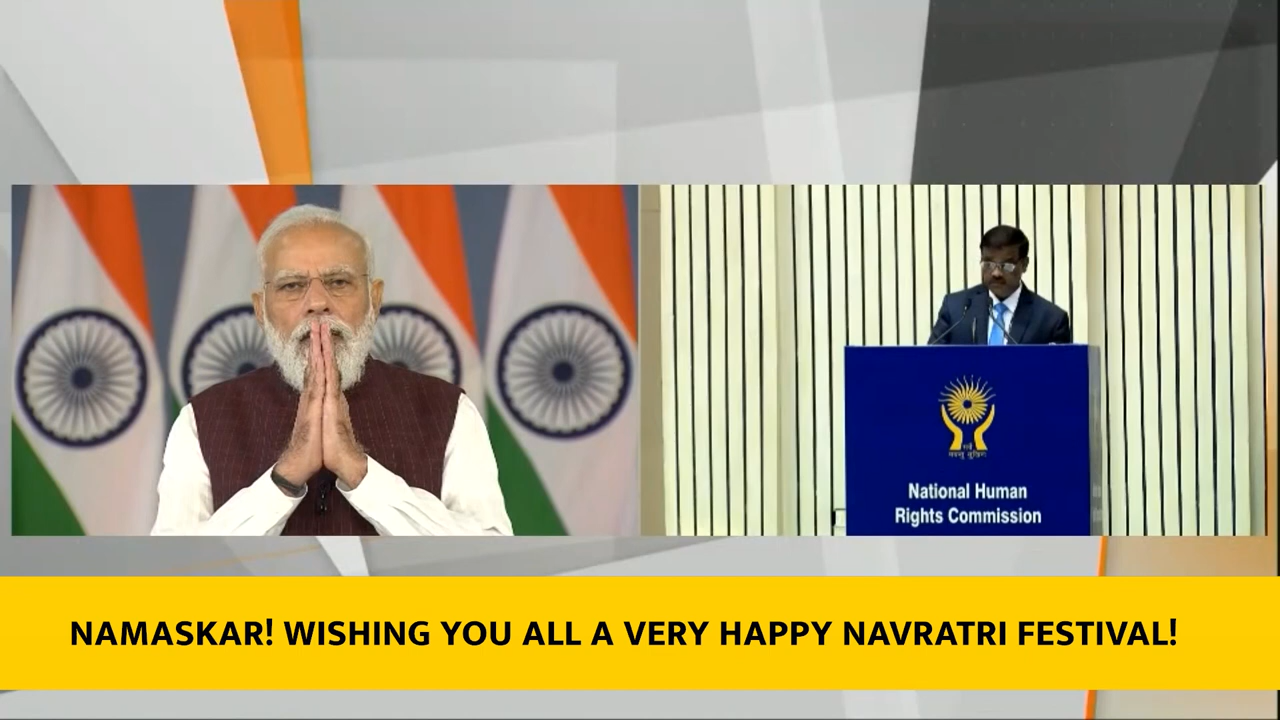 National Human
Rights Commission
NAMASKAR! WISHING YOU ALL A VERY HAPPY NAVRATRI FESTIVAL!